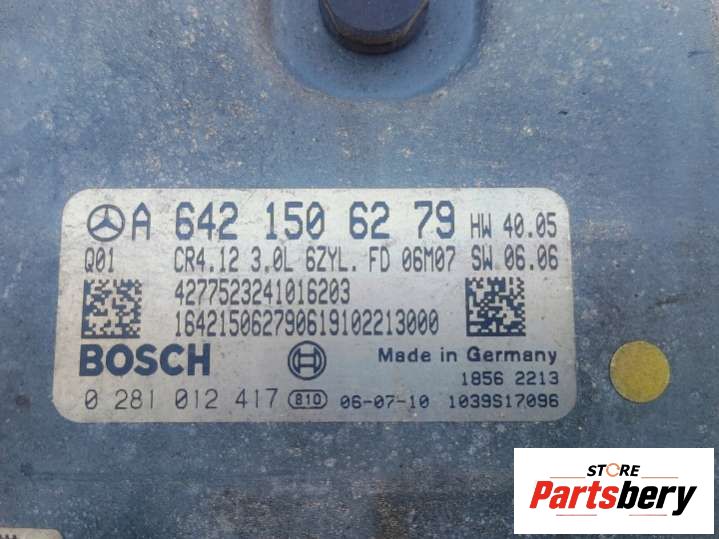 A 642 150 62 79 HW 40.05
Q01 CR4.12 3.0L 6ZYL. FD 06M07 SW 06.06
4277523241016203
164215062790619102213000
BOSCH Made in Germany
1856 2213
0 281 012 417 810 06-07-10 1039S17096
STORE
Partsbery